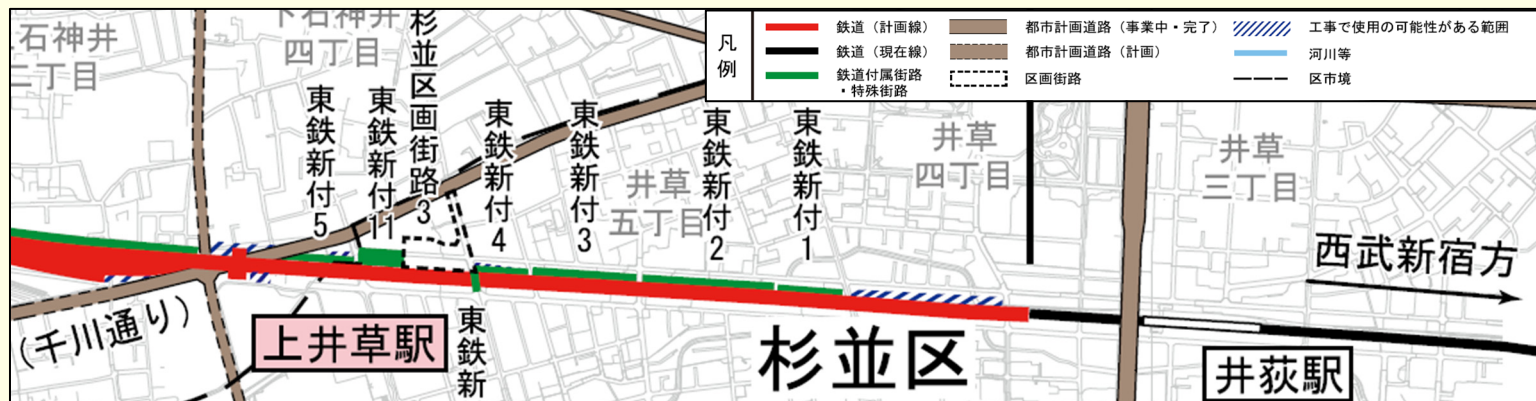 凡例
鉄道（計画線）
鉄道（現在線）
鉄道付属街路
・特殊街路
都市計画道路（事業中・完了）
都市計画道路（計画）
区画街路
工事で使用の可能性がある範囲
河川等
区市境
石神井
二丁目
下石神井
四丁目
杉並区画街路3
東鉄新付5
東鉄新付11
東鉄新付4
東鉄新付3
東鉄新付2
東鉄新付1
井草
五丁目
井草
四丁目
井草
三丁目
西武新宿方
(千川通り)
上井草駅
東鉄新
杉並区
井荻駅